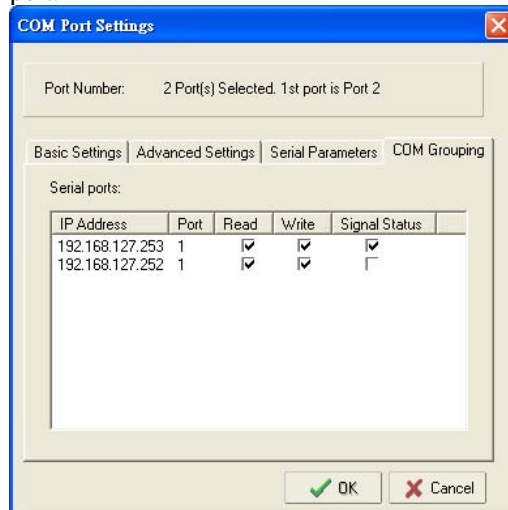 COM Port Settings
Port Number: 2 Port(s) Selected. 1st port is Port 2
Basic Settings Advanced Settings Serial Parameters COM Grouping
Serial ports:
IP Address Port Read Write Signal Status
192.168.127.253 1
192.168.127.252 1
OK Cancel